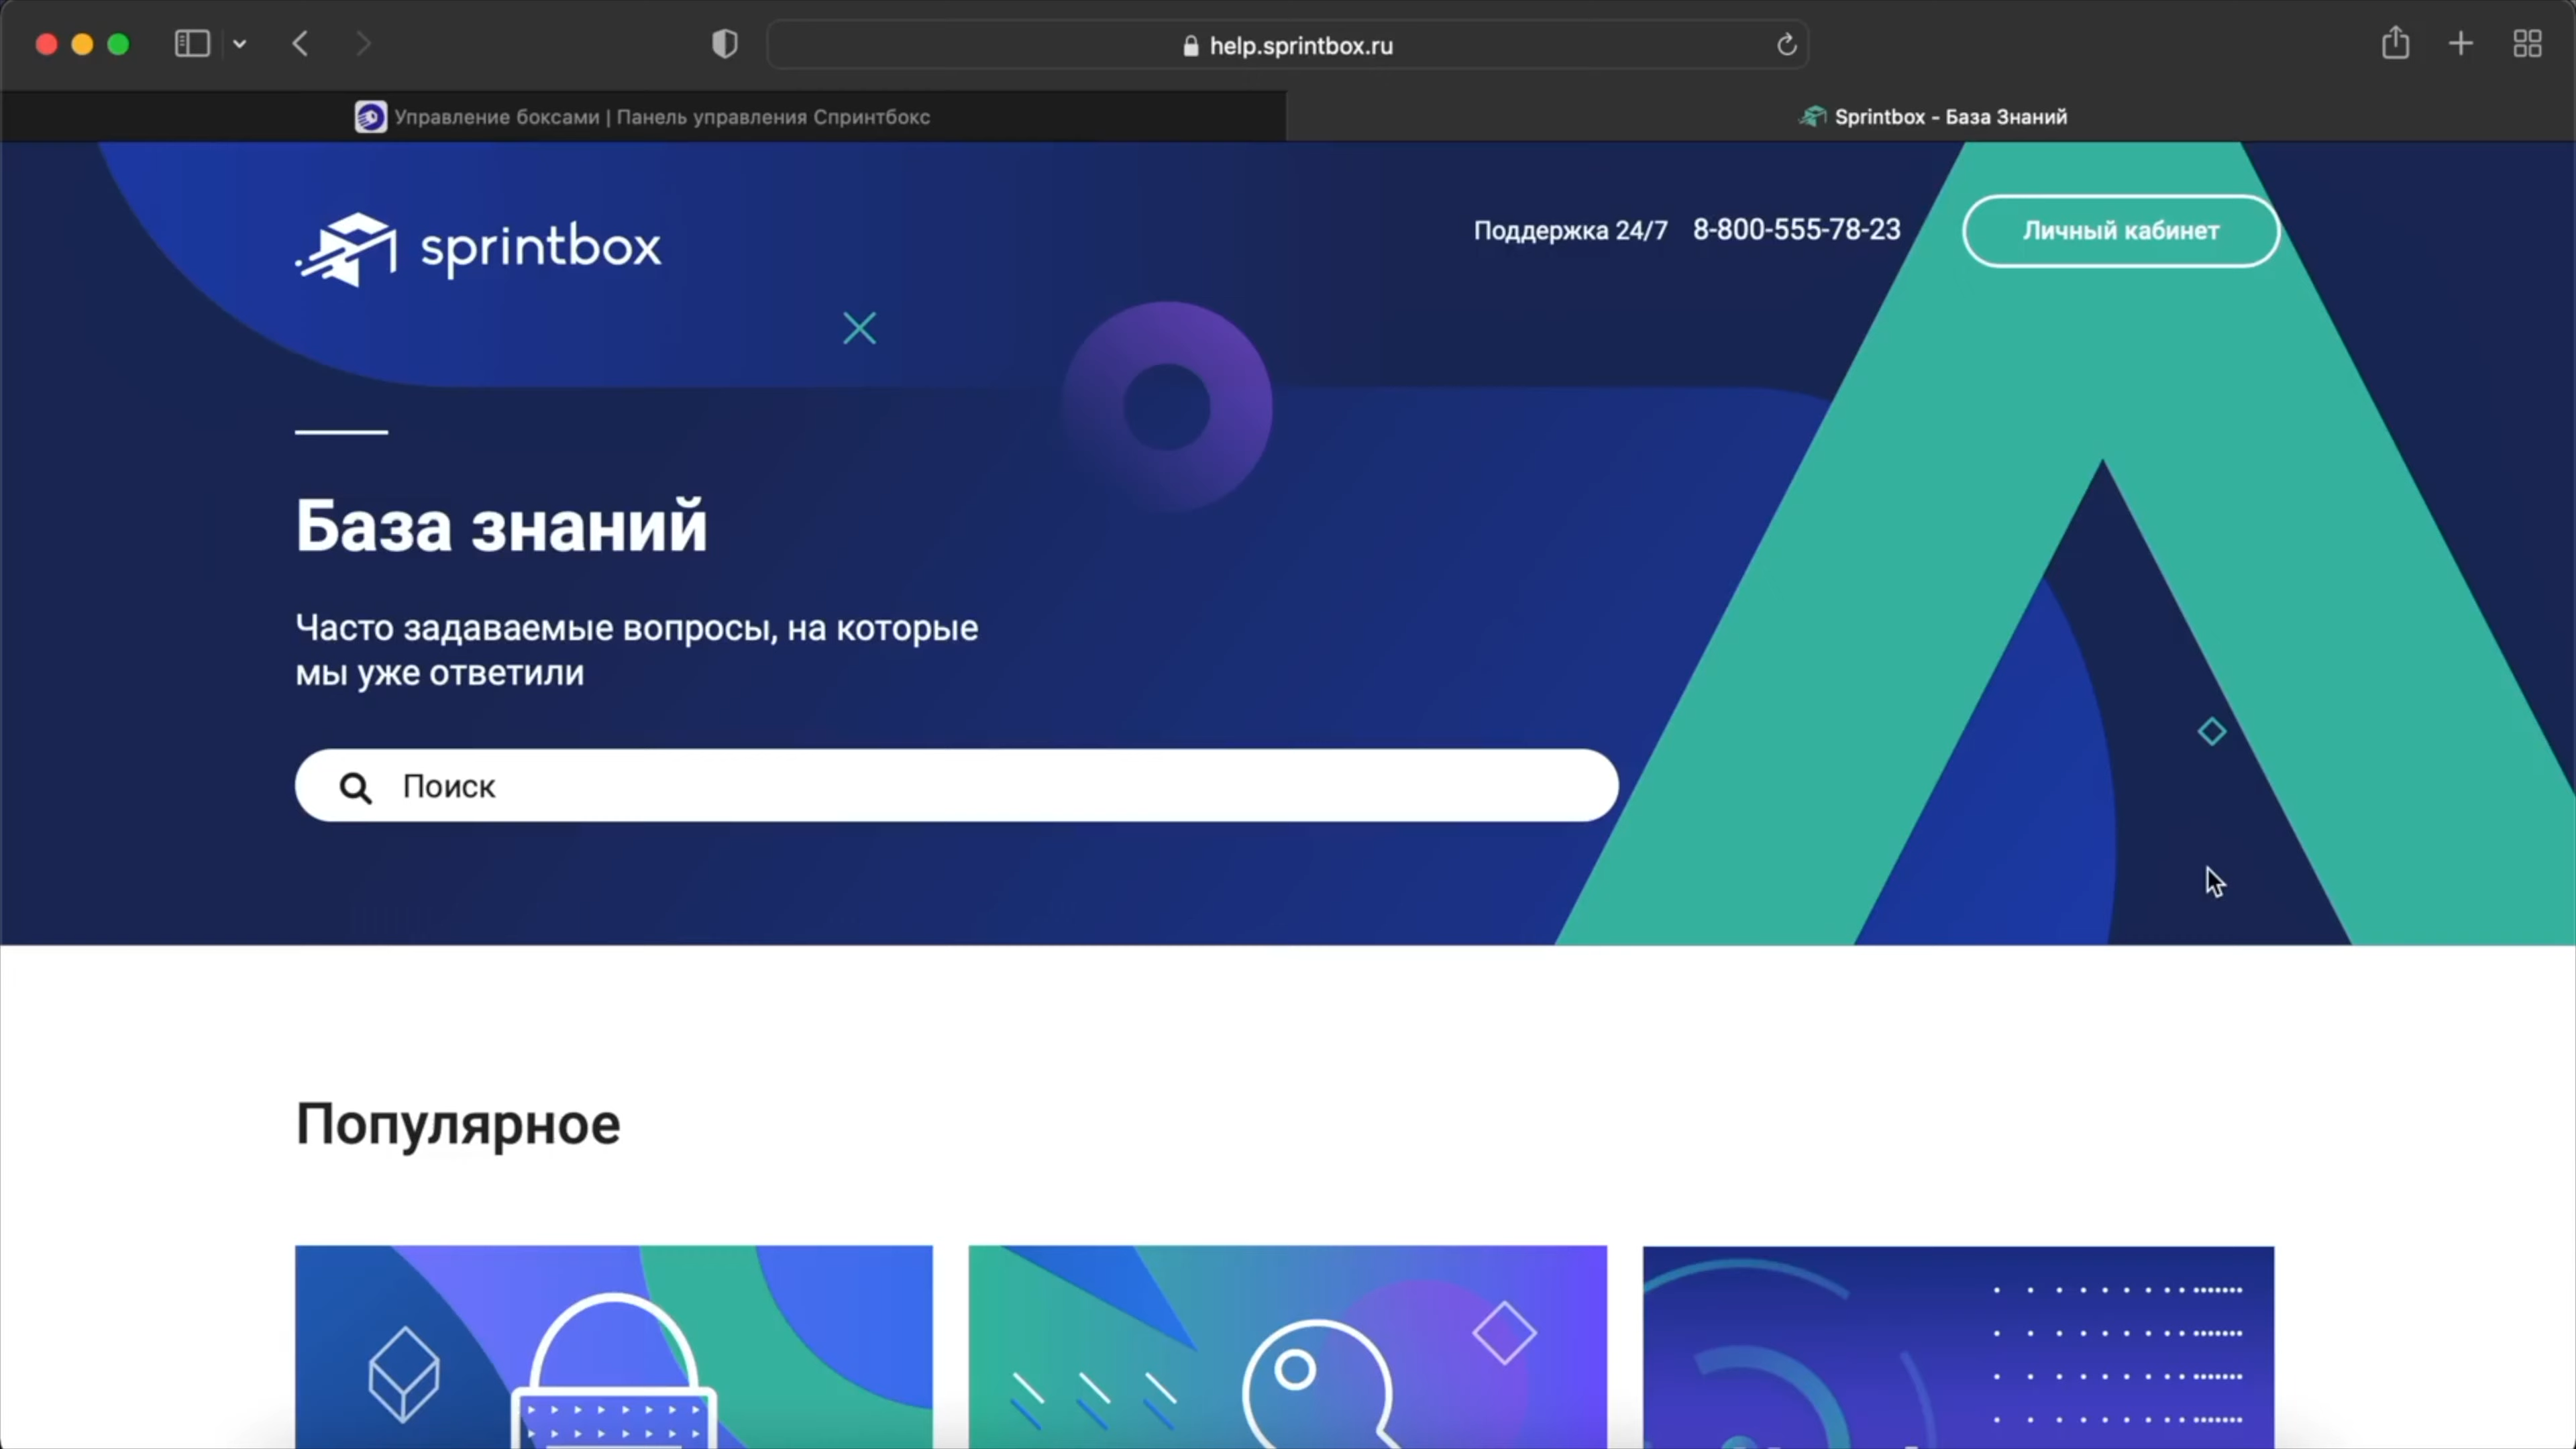 help.sprintbox.ru
Управление боксами | Панель управления Спринтбокс
Sprintbox - База Знаний
sprintbox
Поддержка 24/7 8-800-555-78-23
Личный кабинет
База знаний
Часто задаваемые вопросы, на которые
мы уже ответили
Поиск
Популярное